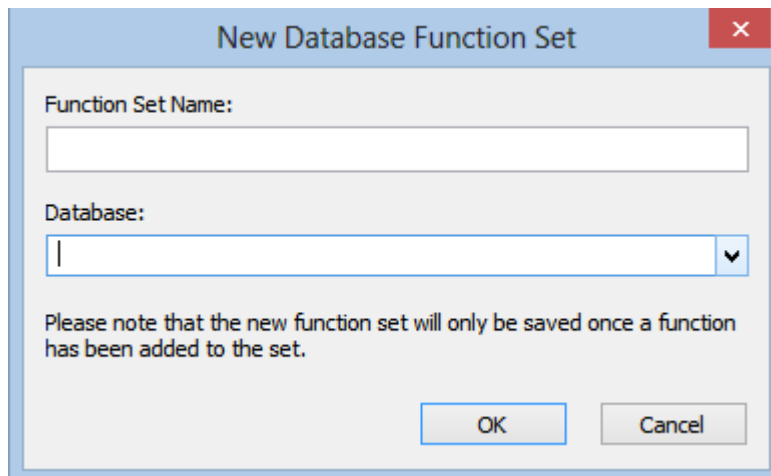 New Database Function Set
Function Set Name:
Database:
Please note that the new function set will only be saved once a function
has been added to the set.
OK
Cancel